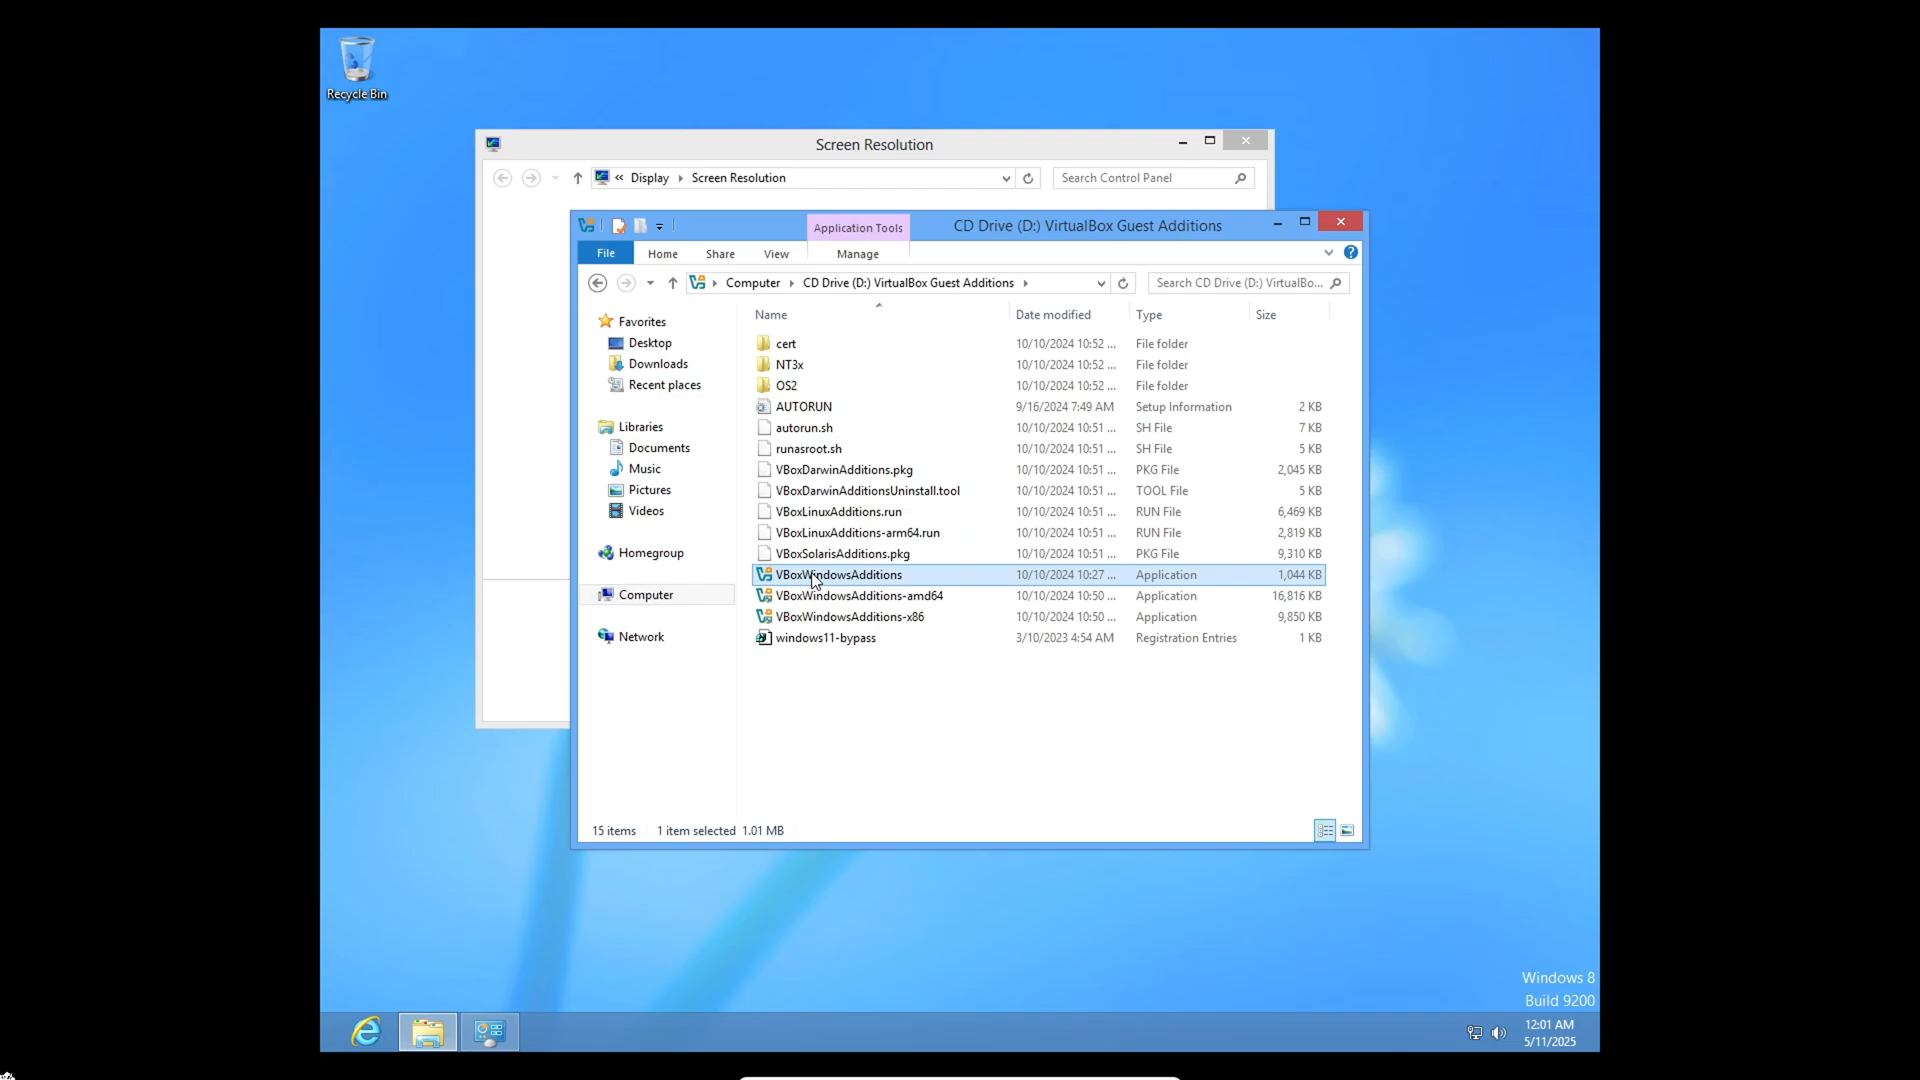 Recycle Bin
Screen Resolution
« Display Screen Resolution
Search Control Panel
Application Tools
CD Drive (D:) VirtualBox Guest Additions
File Home Share View Manage
Computer CD Drive (D:) VirtualBox Guest Additions
Search CD Drive (D:) VirtualBo...
Favorites
Desktop
Downloads
Recent places
Libraries
Documents
Music
Pictures
Videos
Homegroup
Computer
Network
Name Date modified Type Size
cert 10/10/2024 10:52 ... File folder
NT3x 10/10/2024 10:52 ... File folder
OS2 10/10/2024 10:52 ... File folder
AUTORUN 9/16/2024 7:49 AM Setup Information 2 KB
autorun.sh 10/10/2024 10:51 ... SH File 7 KB
runasroot.sh 10/10/2024 10:51 ... SH File 5 KB
VBoxDarwinAdditions.pkg 10/10/2024 10:51 ... PKG File 2,045 KB
VBoxDarwinAdditionsUninstall.tool 10/10/2024 10:51 ... TOOL File 5 KB
VBoxLinuxAdditions.run 10/10/2024 10:51 ... RUN File 6,469 KB
VBoxLinuxAdditions-arm64.run 10/10/2024 10:51 ... RUN File 2,819 KB
VBoxSolarisAdditions.pkg 10/10/2024 10:51 ... PKG File 9,310 KB
VBoxWindowsAdditions 10/10/2024 10:27 ... Application 1,044 KB
VBoxWindowsAdditions-amd64 10/10/2024 10:50 ... Application 16,816 KB
VBoxWindowsAdditions-x86 10/10/2024 10:50 ... Application 9,850 KB
windows11-bypass 3/10/2023 4:54 AM Registration Entries 1 KB
15 items 1 item selected 1.01 MB
Windows 8
Build 9200
12:01 AM
5/11/2025